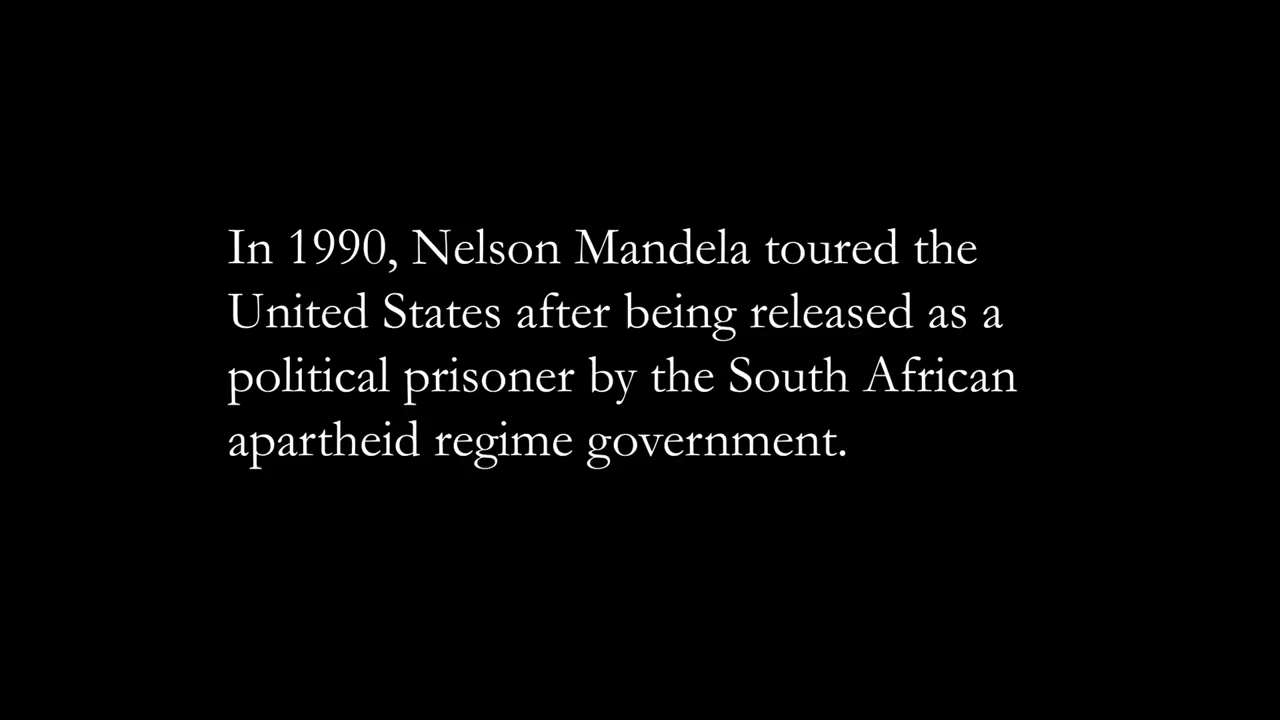 In 1990, Nelson Mandela toured the
United States after being released as a
political prisoner by the South African
apartheid regime government.